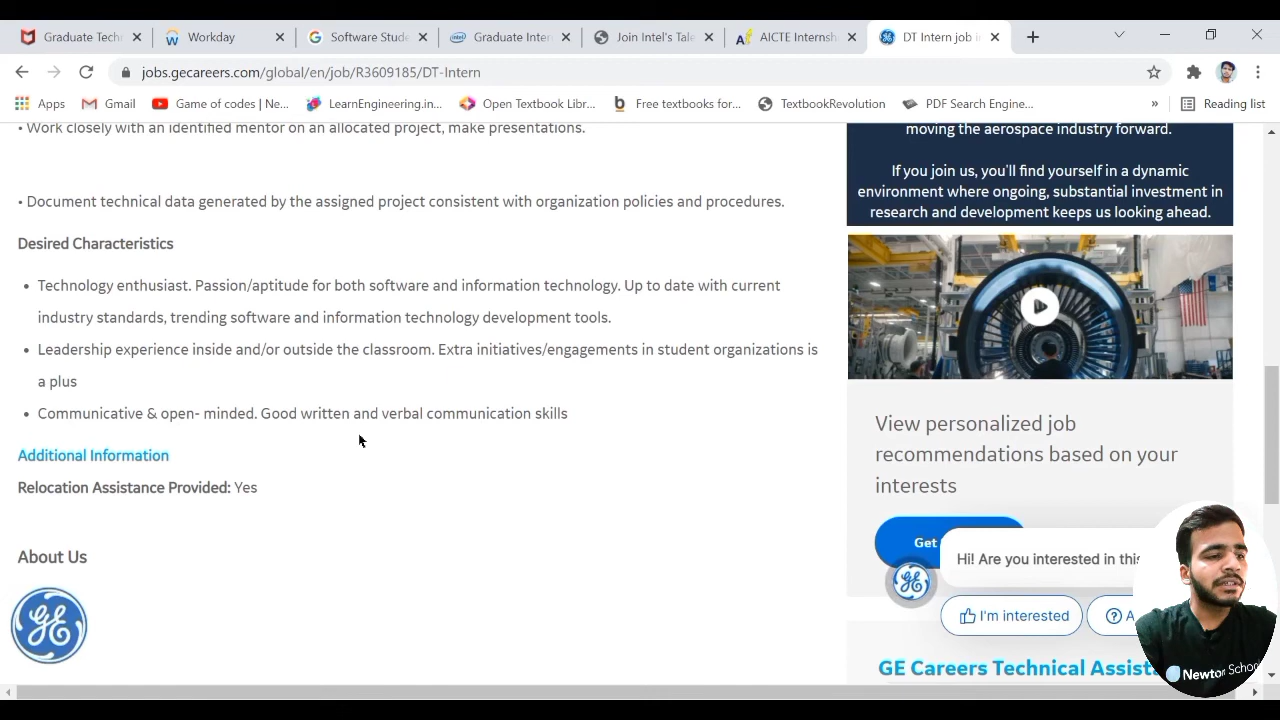 Graduate Techn
Workday
Software Stude
Graduate Inter
Join Intel's Tale
AICTE Internsh
DT Intern job i
jobs.gecareers.com/global/en/job/R3609185/DT-Intern
Apps
Gmail
Game of codes | Ne...
LearnEngineering.in...
Open Textbook Libr...
Free textbooks for...
TextbookRevolution
PDF Search Engine...
»
Reading list
• Work closely with an identified mentor on an allocated project, make presentations.
• Document technical data generated by the assigned project consistent with organization policies and procedures.
Desired Characteristics
• Technology enthusiast. Passion/aptitude for both software and information technology. Up to date with current
industry standards, trending software and information technology development tools.
• Leadership experience inside and/or outside the classroom. Extra initiatives/engagements in student organizations is
a plus
• Communicative & open- minded. Good written and verbal communication skills
Additional Information
Relocation Assistance Provided: Yes
About Us
GE
moving the aerospace industry forward.
If you join us, you'll find yourself in a dynamic
environment where ongoing, substantial investment in
research and development keeps us looking ahead.
View personalized job
recommendations based on your
interests
Get
Hi! Are you interested in this
I'm interested
A
GE Careers Technical Assist
Newton School